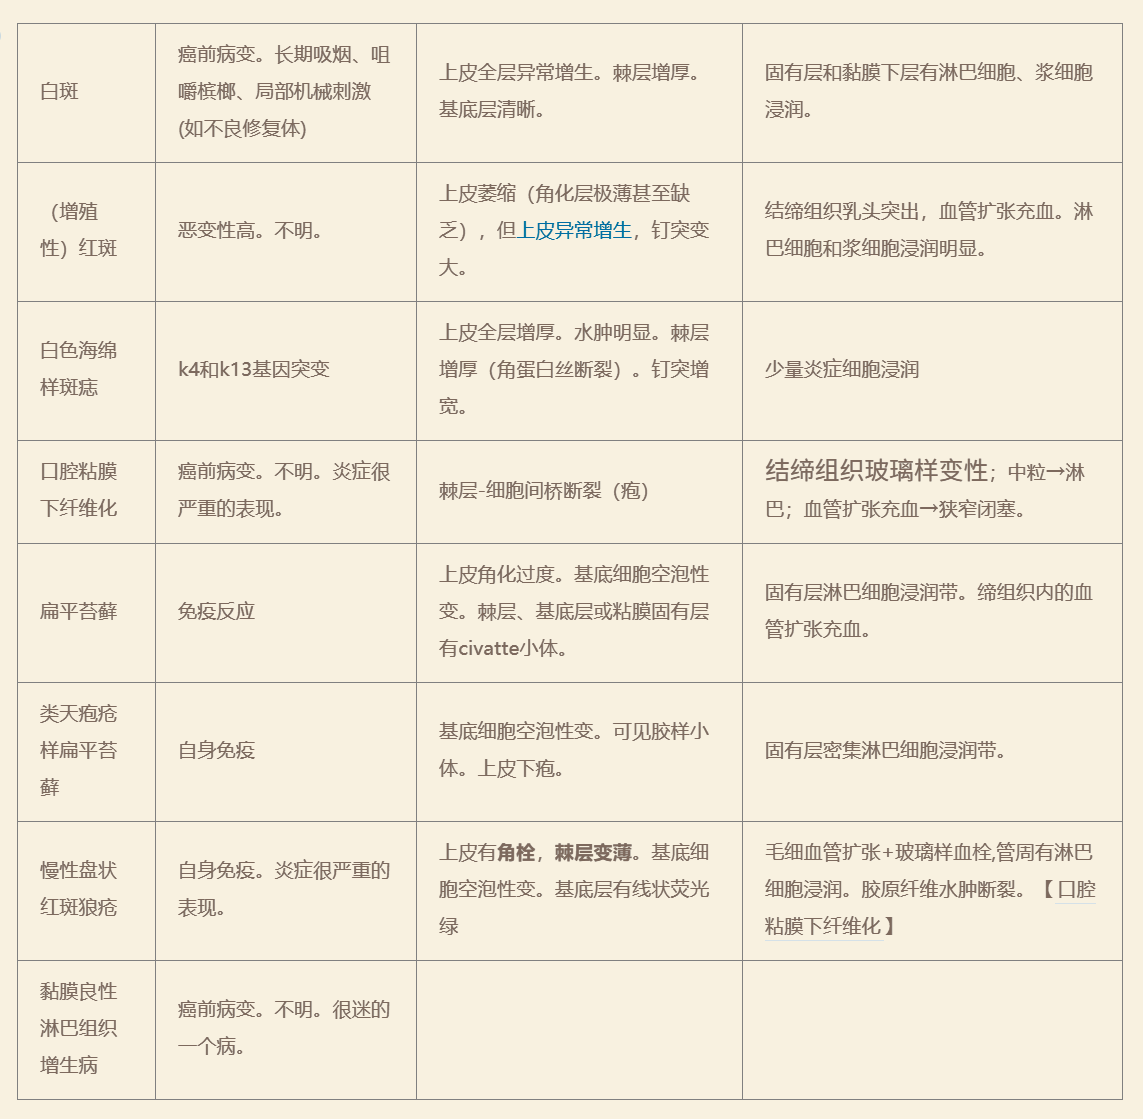 白斑
癌前病变。长期吸烟、咀
嚼槟榔、局部机械刺激
(如不良修复体)
上皮全层异常增生。棘层增厚。
基底层清晰。
固有层和黏膜下层有淋巴细胞、浆细胞
浸润。
（增殖
性）红斑
恶变性高。不明。
上皮萎缩（角化层极薄甚至缺
乏），但上皮异常增生，钉突变
大。
结缔组织乳头突出，血管扩张充血。淋
巴细胞和浆细胞浸润明显。
白色海绵
样斑痣
k4和k13基因突变
上皮全层增厚。水肿明显。棘层
增厚（角蛋白丝断裂）。钉突增
宽。
少量炎症细胞浸润
口腔粘膜
下纤维化
癌前病变。不明。炎症很
严重的表现。
棘层-细胞间桥断裂（疱）
结缔组织玻璃样变性；中粒→淋
巴；血管扩张充血→狭窄闭塞。
扁平苔藓
免疫反应
上皮角化过度。基底细胞空泡性
变。棘层、基底层或粘膜固有层
有civatte小体。
固有层淋巴细胞浸润带。缔组织内的血
管扩张充血。
类天疱疮
样扁平苔
藓
自身免疫
基底细胞空泡性变。可见胶样小
体。上皮下疱。
固有层密集淋巴细胞浸润带。
慢性盘状
红斑狼疮
自身免疫。炎症很严重的
表现。
上皮有角栓，棘层变薄。基底细
胞空泡性变。基底层有线状荧光
绿
毛细血管扩张+玻璃样血栓,管周有淋巴
细胞浸润。胶原纤维水肿断裂。【口腔
粘膜下纤维化】
黏膜良性
淋巴组织
增生病
癌前病变。不明。很迷的
一个病。